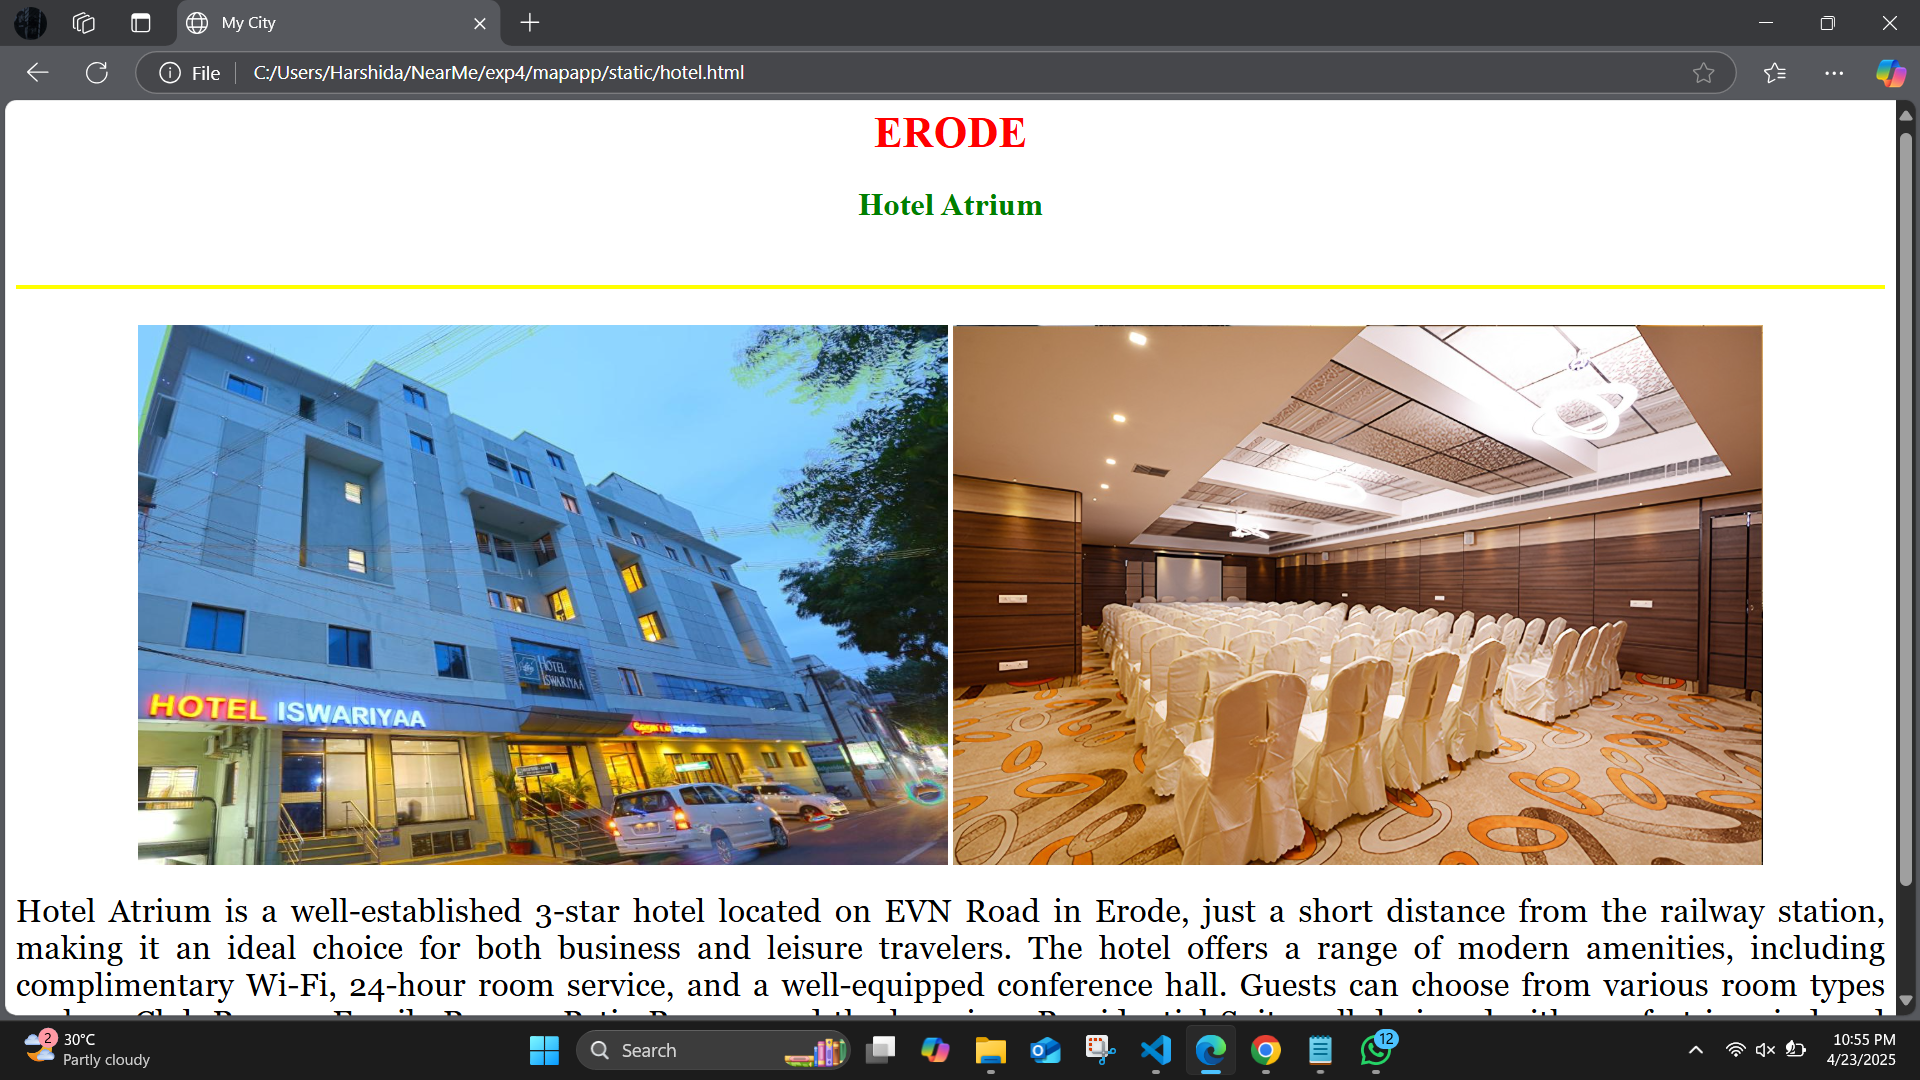 My City
File
C:/Users/Harshida/NearMe/exp4/mapapp/static/hotel.html
ERODE
Hotel Atrium
HOTEL
ISWARIYAA
HOTEL ISWARIYAA
Hotel Atrium is a well-established 3-star hotel located on EVN Road in Erode, just a short distance from the railway station,
making it an ideal choice for both business and leisure travelers. The hotel offers a range of modern amenities, including
complimentary Wi-Fi, 24-hour room service, and a well-equipped conference hall. Guests can choose from various room types
2
30°C
Partly cloudy
Search
12
10:55 PM
4/23/2025